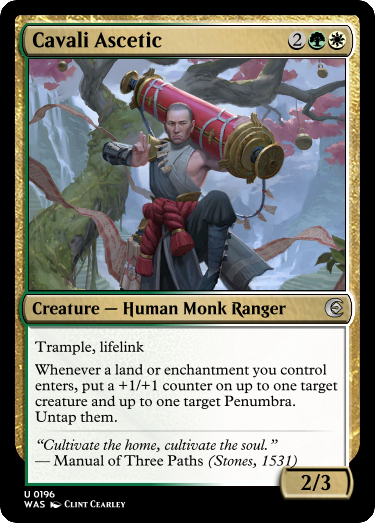 Cavali Ascetic 2
Creature — Human Monk Ranger
Trample, lifelink
Whenever a land or enchantment you control
enters, put a +1/+1 counter on up to one target
creature and up to one target Penumbra.
Untap them.
“Cultivate the home, cultivate the soul.”
— Manual of Three Paths (Stones, 1531)
2/3
U 0196
WAS Clint Cearley